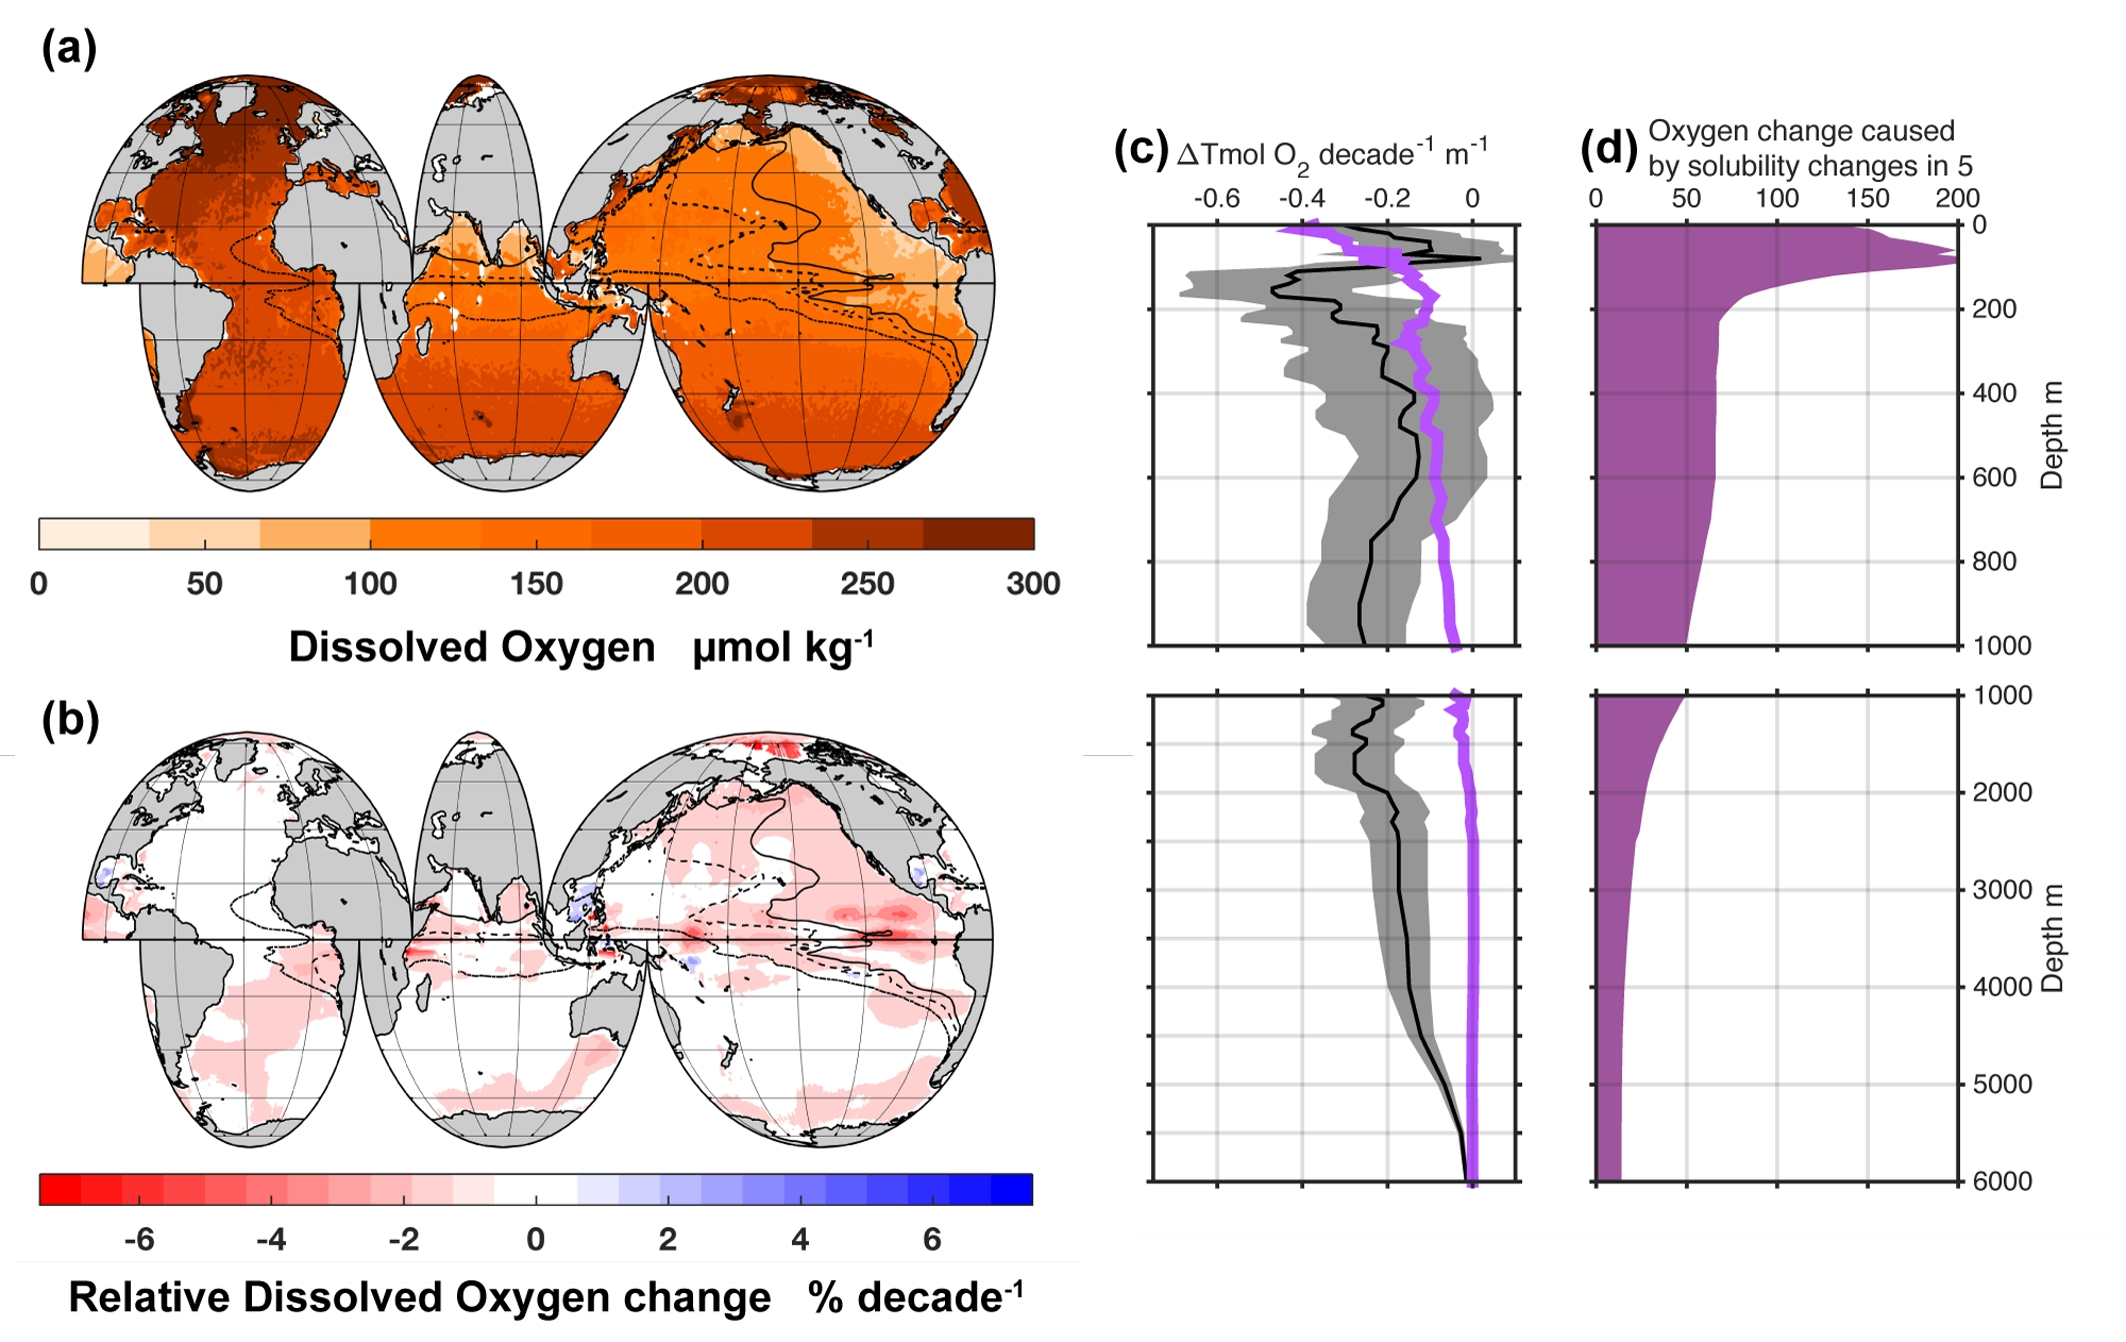 (a)
0 50 100 150 200 250 300
Dissolved Oxygen µmol kg-1
(b)
-6 -4 -2 0 2 4 6
Relative Dissolved Oxygen change % decade-1
(c) ΔTmol O2 decade-1 m-1
-0.6 -0.4 -0.2 0
(d) Oxygen change caused
by solubility changes in 5
0 50 100 150 200
0
200
400
600
800
1000
Depth m
1000
2000
3000
4000
5000
6000
Depth m